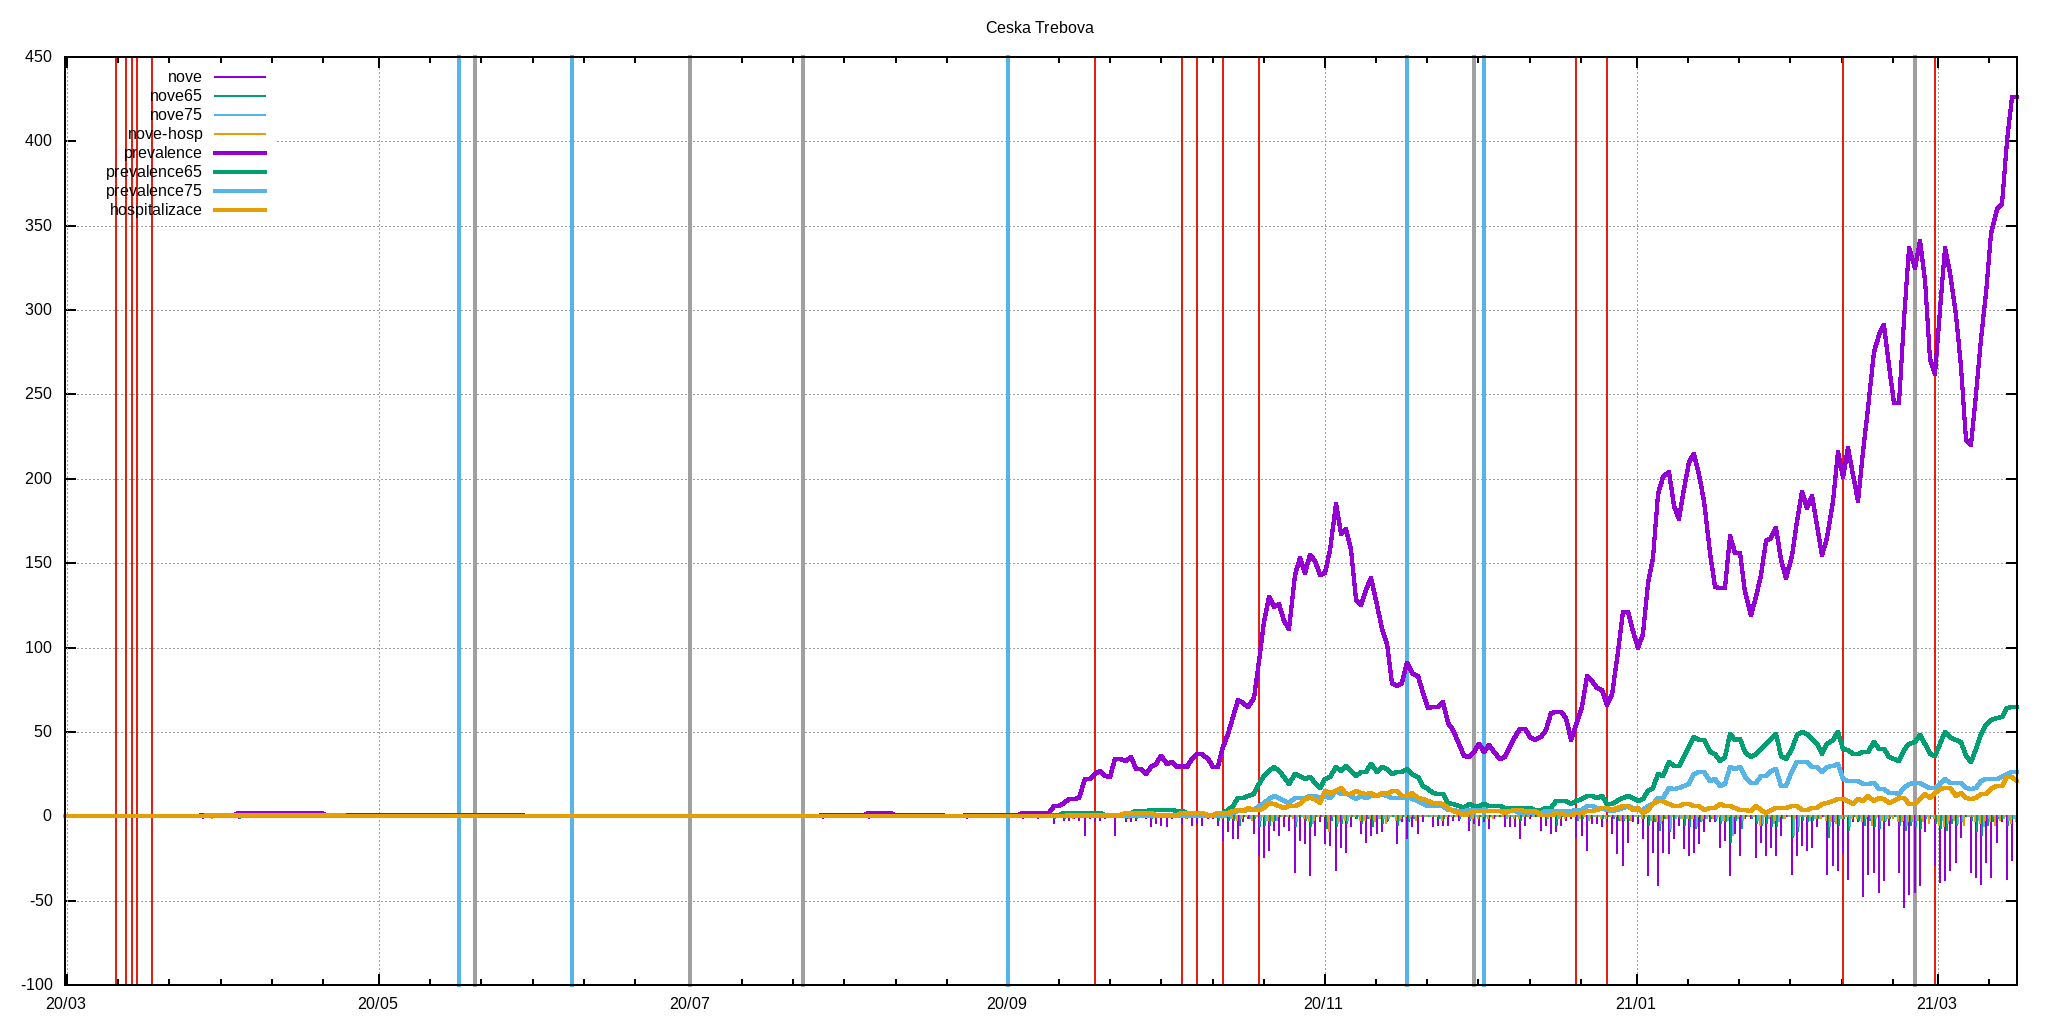 Ceska Trebova
450
400
350
300
250
200
150
100
50
0
-50
-100
nove
nove65
nove75
nove-hosp
prevalence
prevalence65
prevalence75
hospitalizace
20/03 20/05 20/07 20/09 20/11 21/01 21/03